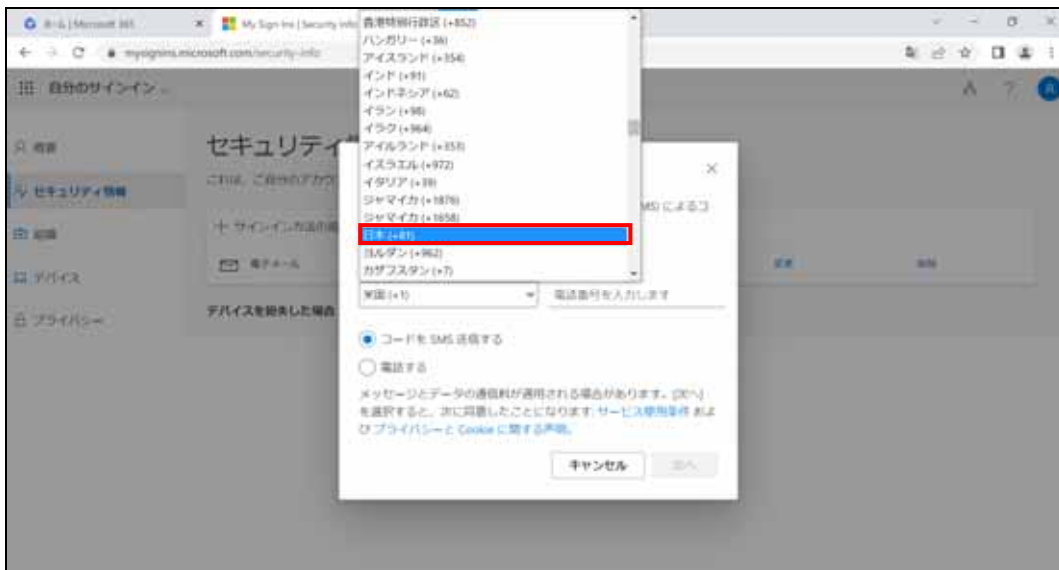 ホーム | Microsoft 365
My Sign-Ins | Security info
mysignins.microsoft.com/security-info
自分のサインイン
概要
セキュリティ情報
組織
デバイス
プライバシー
セキュリティ
これは、ご自分のアカウ
サインイン方法の
電子メール
変更
削除
デバイスを紛失した場合
香港特別行政区 (+852)
ハンガリー (+36)
アイスランド (+354)
インド (+91)
インドネシア (+62)
イラン (+98)
イラク (+964)
アイルランド (+353)
イスラエル (+972)
イタリア (+39)
ジャマイカ (+1876)
ジャマイカ (+1658)
日本 (+81)
ヨルダン (+962)
カザフスタン (+7)
によるコ
米国 (+1)
電話番号を入力します
コードを SMS 送信する
電話する
メッセージとデータの通信料が適用される場合があります。[次へ]
を選択すると、次に同意したことになります: サービス使用条件 およ
び プライバシーと Cookie に関する声明。
キャンセル
次へ